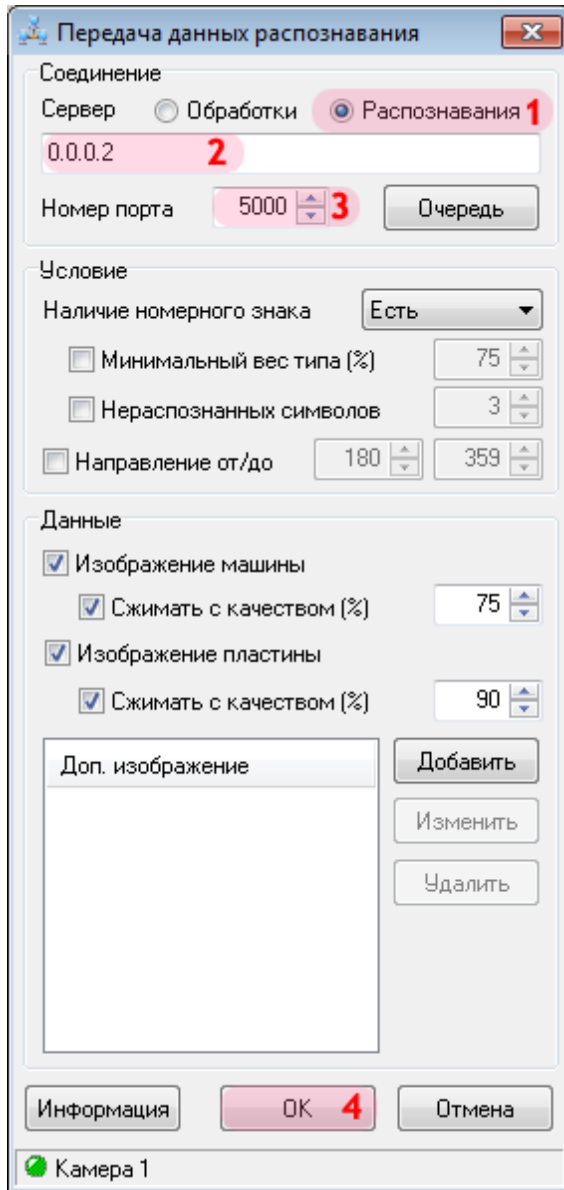 Передача данных распознавания
Соединение
Сервер Обработки Распознавания 1
0.0.0.2 2
Номер порта 5000 3 Очередь
Условие
Наличие номерного знака Есть
Минимальный вес типа (%) 75
Нераспознанных символов 3
Направление от/до 180 359
Данные
Изображение машины
Сжимать с качеством (%) 75
Изображение пластины
Сжимать с качеством (%) 90
Доп. изображение Добавить
Изменить
Удалить
Информация OK 4 Отмена
Камера 1